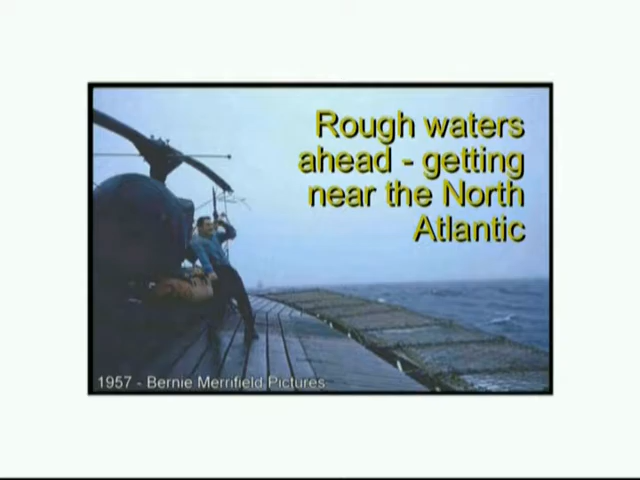 Rough waters
ahead - getting
near the North
Atlantic
1957 - Bernie Merrifield Pictures